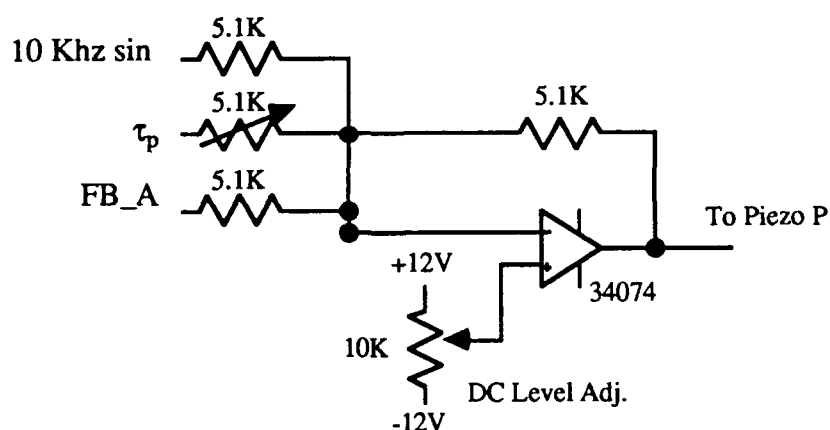 5.1K
10 Khz sin
5.1K
5.1K
τp
5.1K
FB_A
To Piezo P
-
+
+12V
34074
10K
DC Level Adj.
-12V